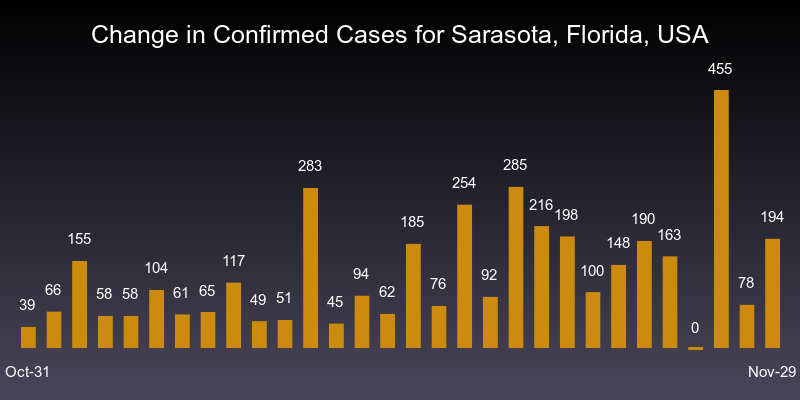 Change in Confirmed Cases for Sarasota, Florida, USA
39 66 155 58 58 104 61 65 117 49 51 283 45 94 62 185 76 254 92 285 216 198 100 148 190 163 0 455 78 194
Oct-31 Nov-29